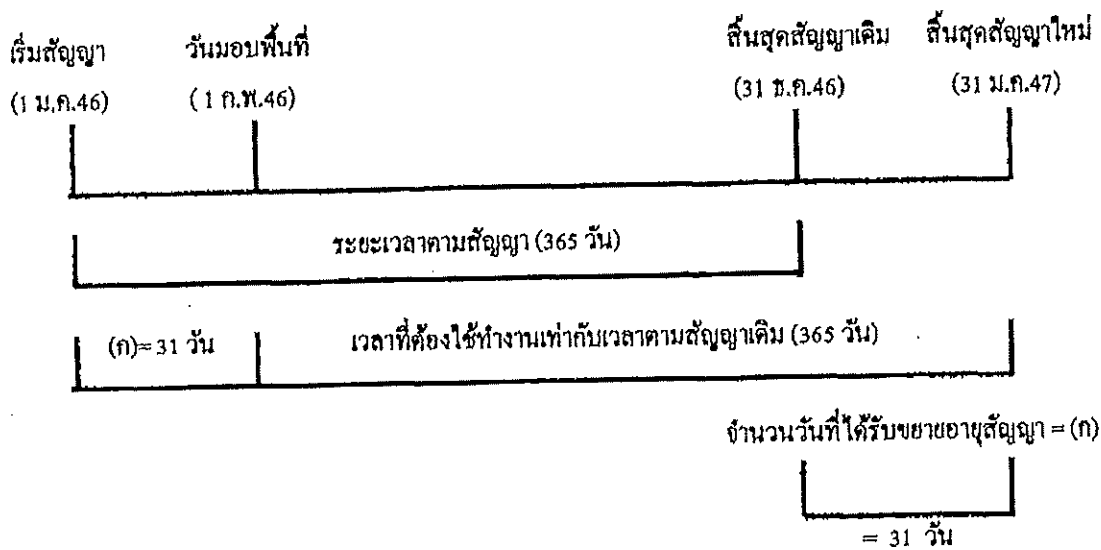 เริ่มสัญญา วันมอบพื้นที่ สิ้นสุดสัญญาเดิม สิ้นสุดสัญญาใหม่
(1 ม.ค.46) ( 1 ก.พ.46) (31 ธ.ค.46) (31 ม.ค.47)
ระยะเวลาตามสัญญา (365 วัน)
(ก)= 31 วัน เวลาที่ต้องใช้ทำงานเท่ากับเวลาตามสัญญาเดิม (365 วัน)
จำนวนวันที่ได้รับขยายอายุสัญญา = (ก)
= 31 วัน